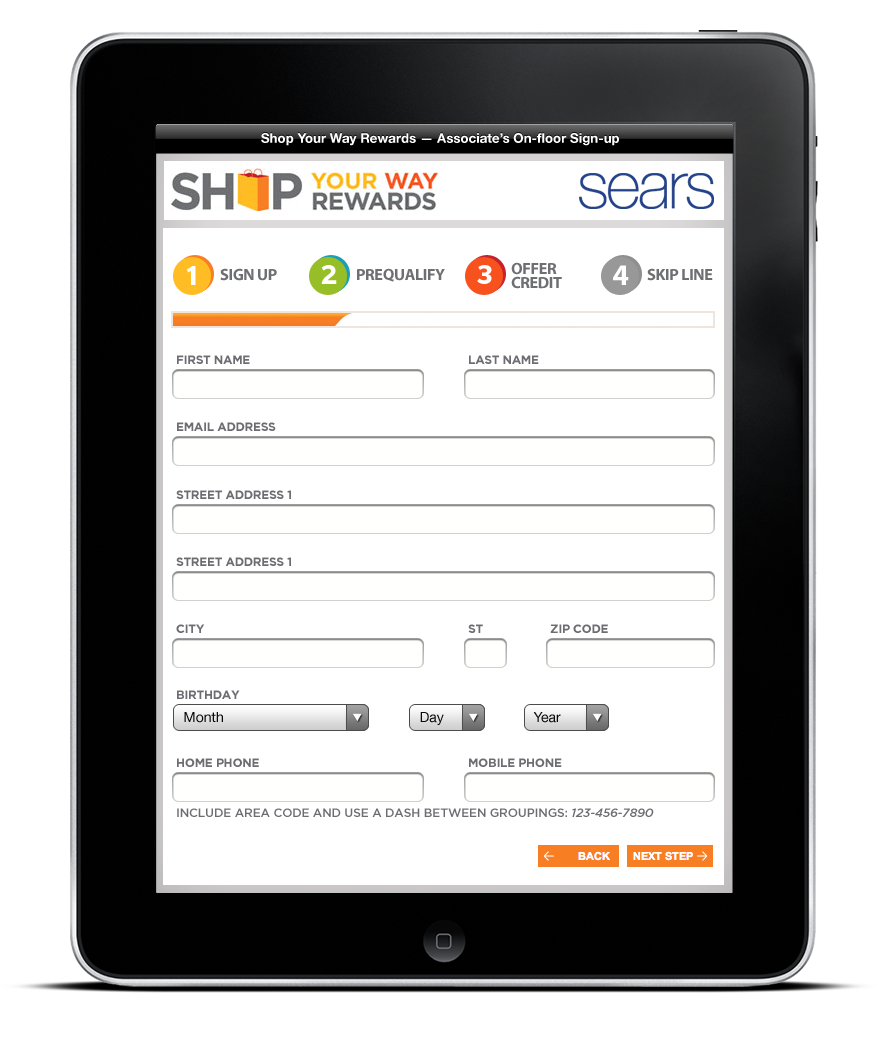 Shop Your Way Rewards — Associate's On-floor Sign-up
SHOP YOUR WAY REWARDS
sears
1 SIGN UP 2 PREQUALIFY 3 OFFER CREDIT 4 SKIP LINE
FIRST NAME LAST NAME
EMAIL ADDRESS
STREET ADDRESS 1
STREET ADDRESS 1
CITY ST ZIP CODE
BIRTHDAY
Month Day Year
HOME PHONE MOBILE PHONE
INCLUDE AREA CODE AND USE A DASH BETWEEN GROUPINGS: 123-456-7890
← BACK NEXT STEP →